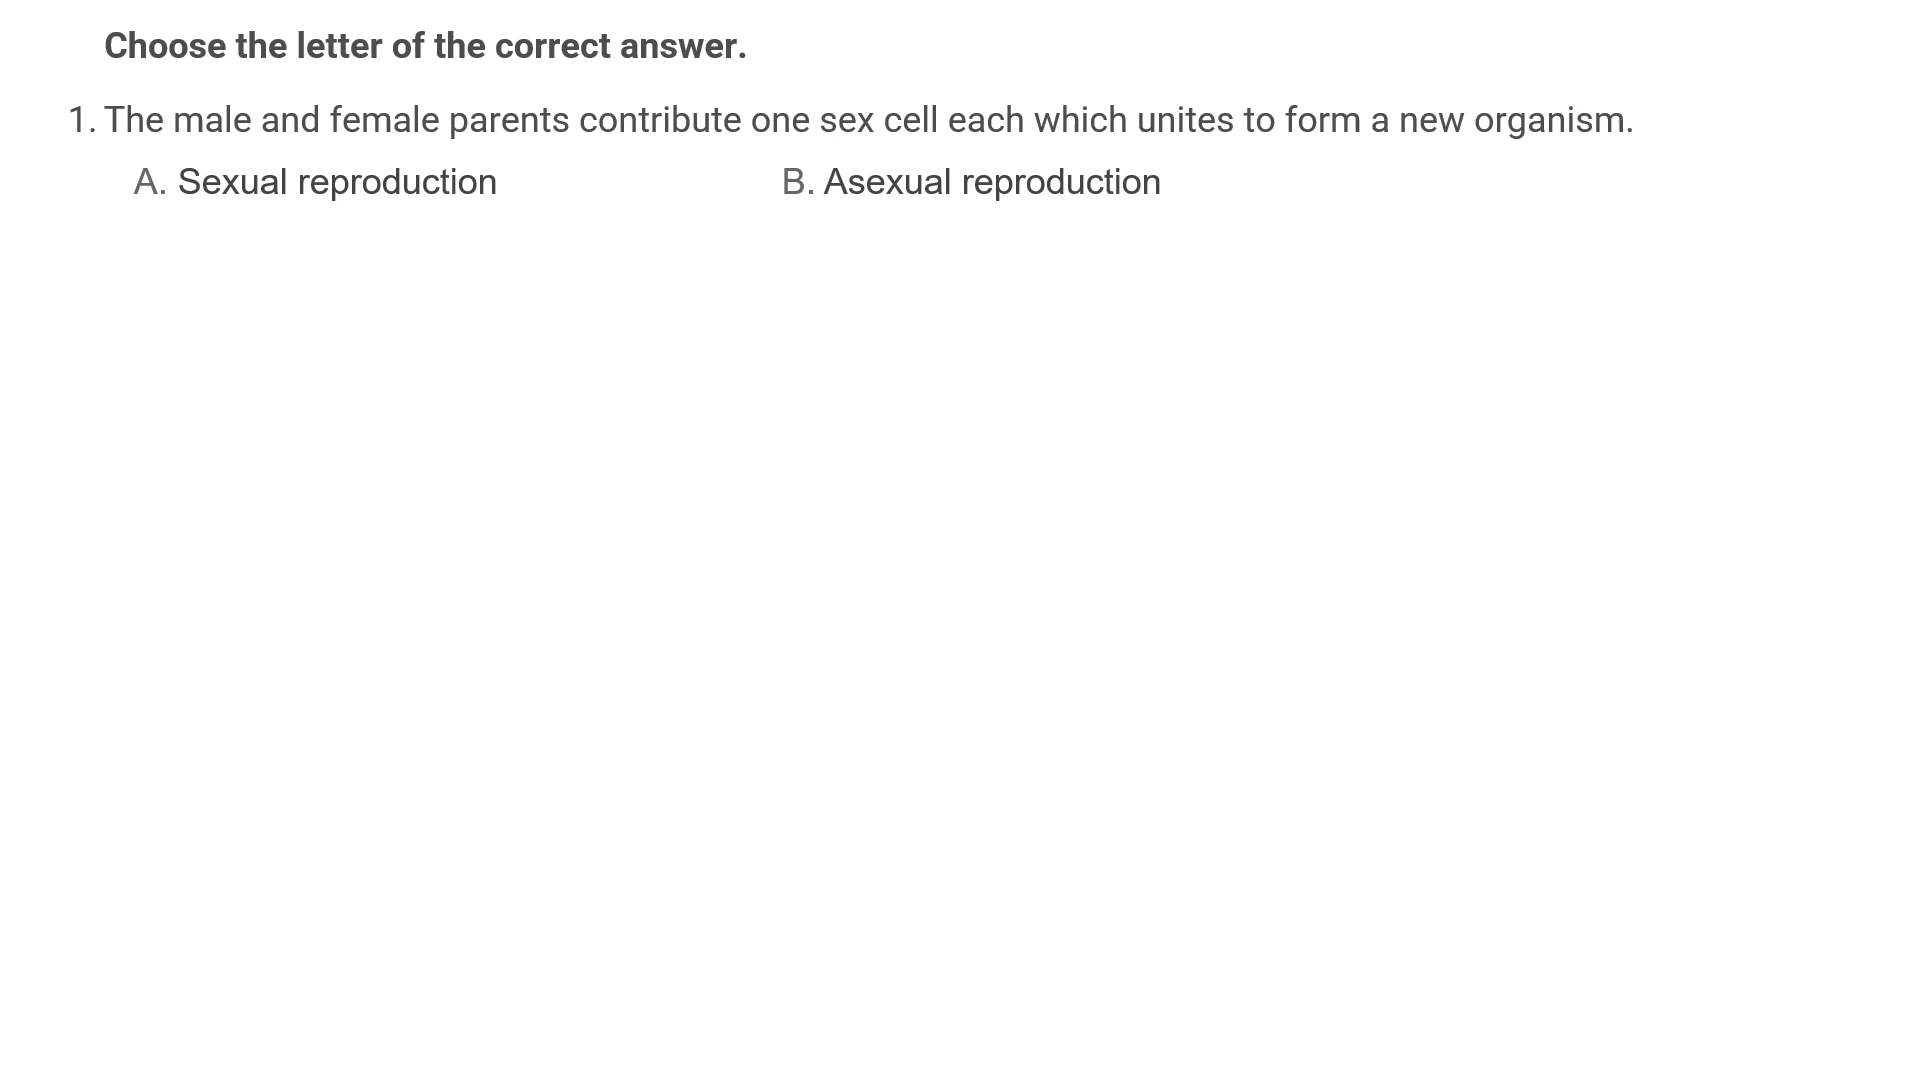 Choose the letter of the correct answer.
1. The male and female parents contribute one sex cell each which unites to form a new organism.
A. Sexual reproduction B. Asexual reproduction